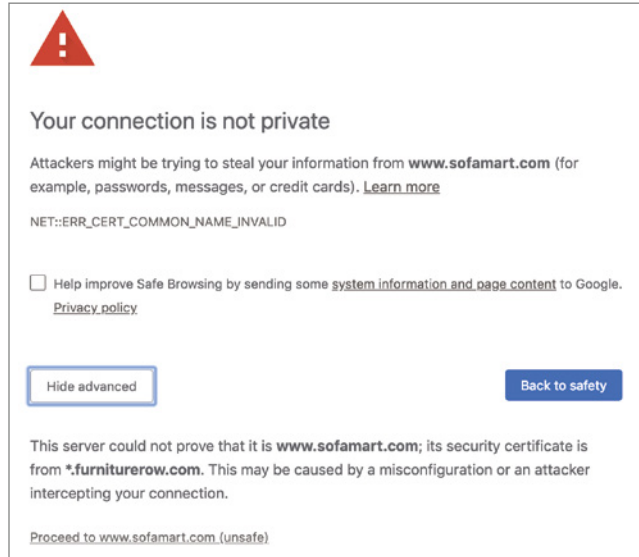 Your connection is not private
Attackers might be trying to steal your information from www.sofamart.com (for
example, passwords, messages, or credit cards). Learn more
NET::ERR_CERT_COMMON_NAME_INVALID
Help improve Safe Browsing by sending some system information and page content to Google.
Privacy policy
Hide advanced
Back to safety
This server could not prove that it is www.sofamart.com; its security certificate is
from *.furniturerow.com. This may be caused by a misconfiguration or an attacker
intercepting your connection.
Proceed to www.sofamart.com (unsafe)